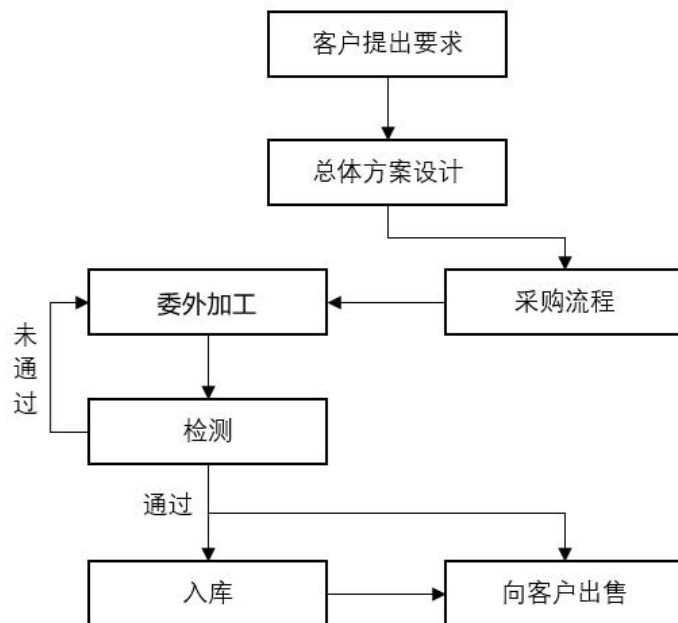 客户提出要求
总体方案设计
委外加工
采购流程
未
通
过
检测
通过
入库
向客户出售